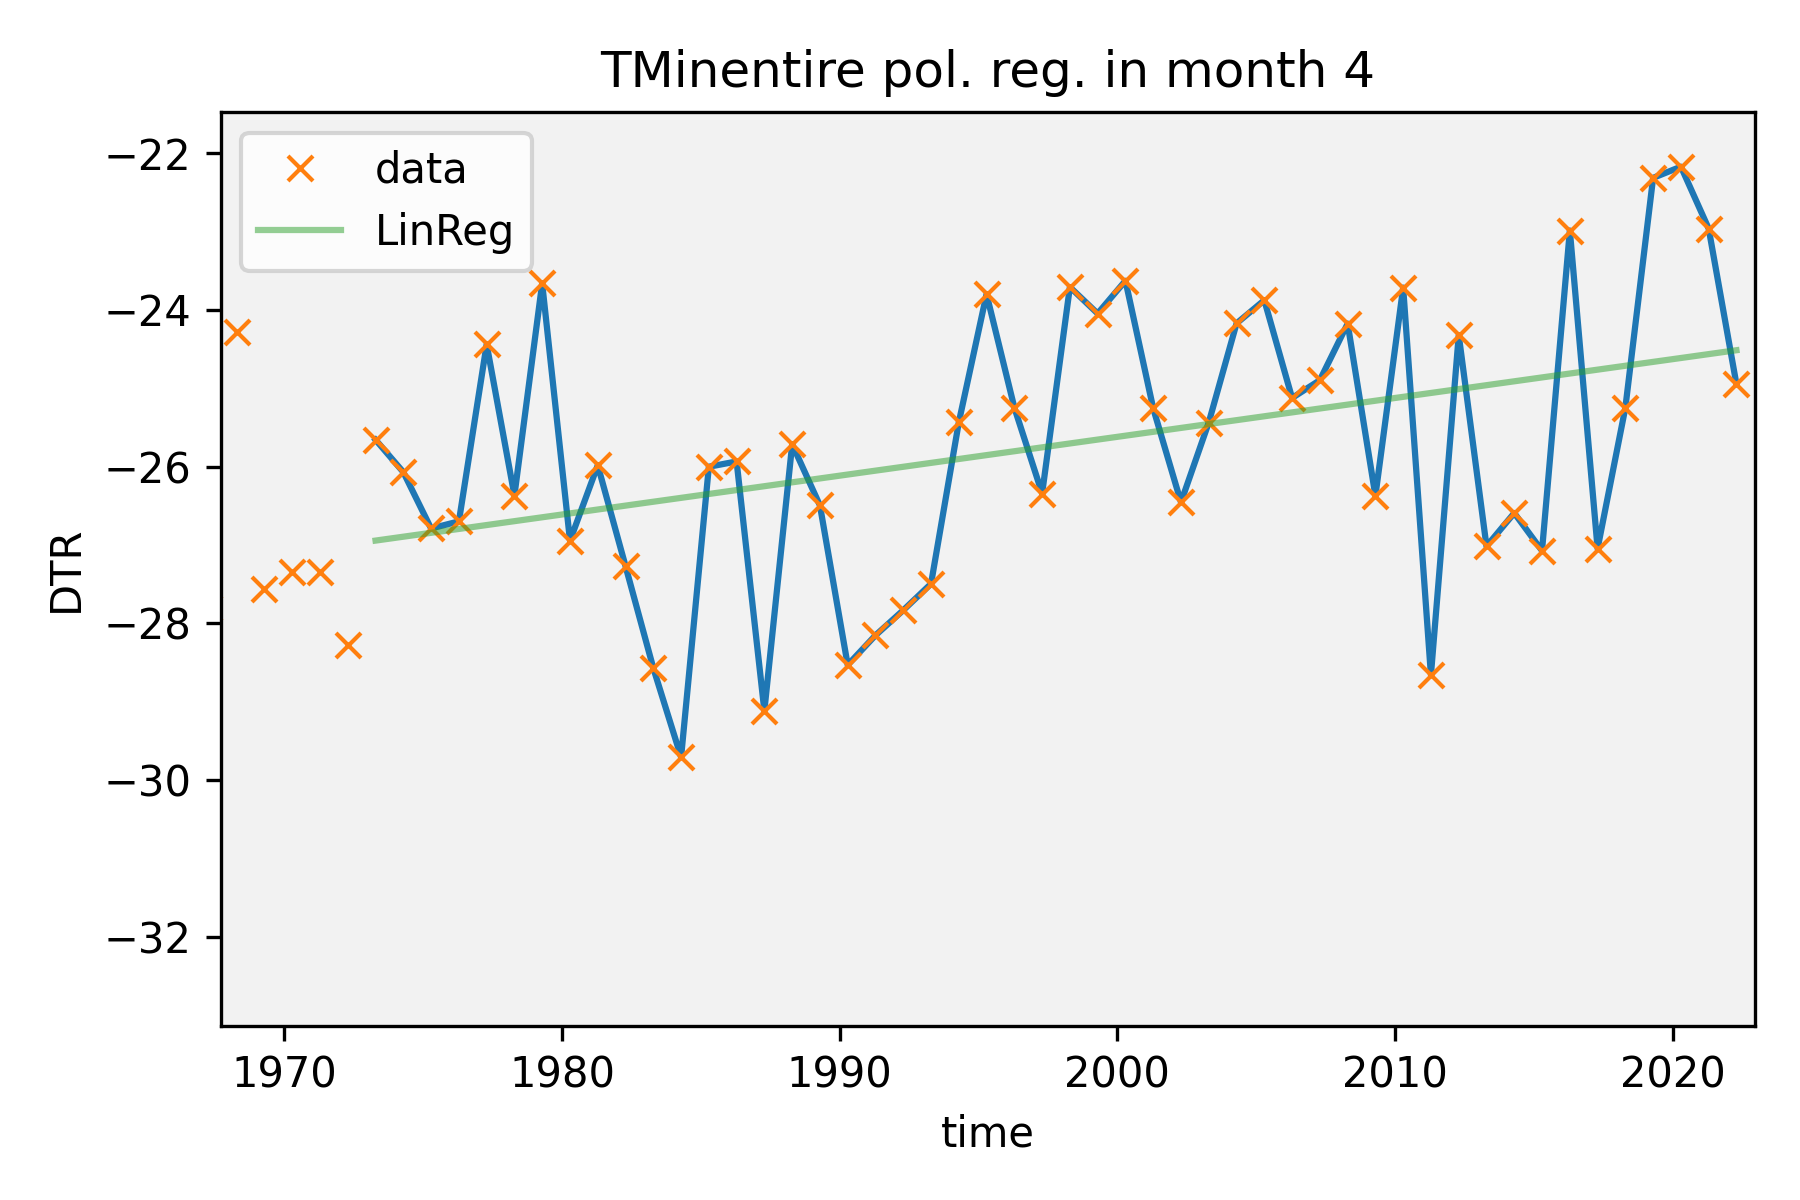 TMinentire pol. reg. in month 4
data
LinReg
−22
−24
−26
−28
−30
−32
DTR
1970 1980 1990 2000 2010 2020
time